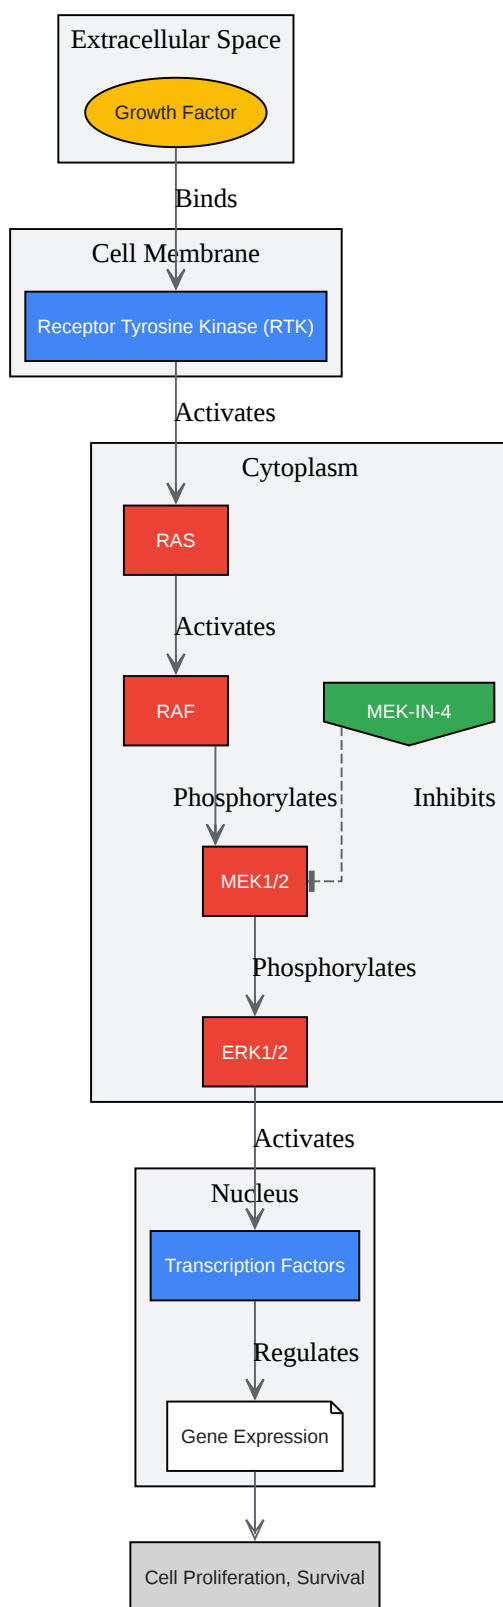 Extracellular Space
Growth Factor
Binds
Cell Membrane
Receptor Tyrosine Kinase (RTK)
Activates
Cytoplasm
RAS
Activates
RAF
MEK-IN-4
Phosphorylates
Inhibits
MEK1/2
Phosphorylates
ERK1/2
Activates
Nucleus
Transcription Factors
Regulates
Gene Expression
Cell Proliferation, Survival